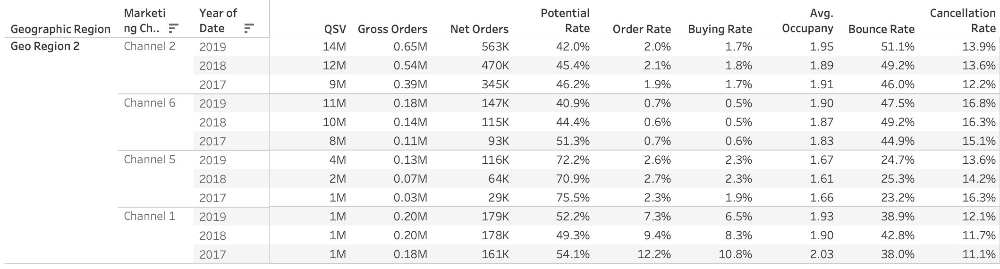 Geographic Region Marketi ng Ch.. Year of Date QSV Gross Orders Net Orders Potential Rate Order Rate Buying Rate Avg. Occupany Bounce Rate Cancellation Rate
Geo Region 2 Channel 2 2019 14M 0.65M 563K 42.0% 2.0% 1.7% 1.95 51.1% 13.9%
2018 12M 0.54M 470K 45.4% 2.1% 1.8% 1.89 49.2% 13.6%
2017 9M 0.39M 345K 46.2% 1.9% 1.7% 1.91 46.0% 12.2%
Channel 6 2019 11M 0.18M 147K 40.9% 0.7% 0.5% 1.90 47.5% 16.8%
2018 10M 0.14M 115K 44.4% 0.6% 0.5% 1.87 49.2% 16.3%
2017 8M 0.11M 93K 51.3% 0.7% 0.6% 1.83 44.9% 15.1%
Channel 5 2019 4M 0.13M 116K 72.2% 2.6% 2.3% 1.67 24.7% 13.6%
2018 2M 0.07M 64K 70.9% 2.7% 2.3% 1.61 25.3% 14.2%
2017 1M 0.03M 29K 75.5% 2.3% 1.9% 1.66 23.2% 16.3%
Channel 1 2019 1M 0.20M 179K 52.2% 7.3% 6.5% 1.93 38.9% 12.1%
2018 1M 0.20M 178K 49.3% 9.4% 8.3% 1.90 42.8% 11.7%
2017 1M 0.18M 161K 54.1% 12.2% 10.8% 2.03 38.0% 11.1%